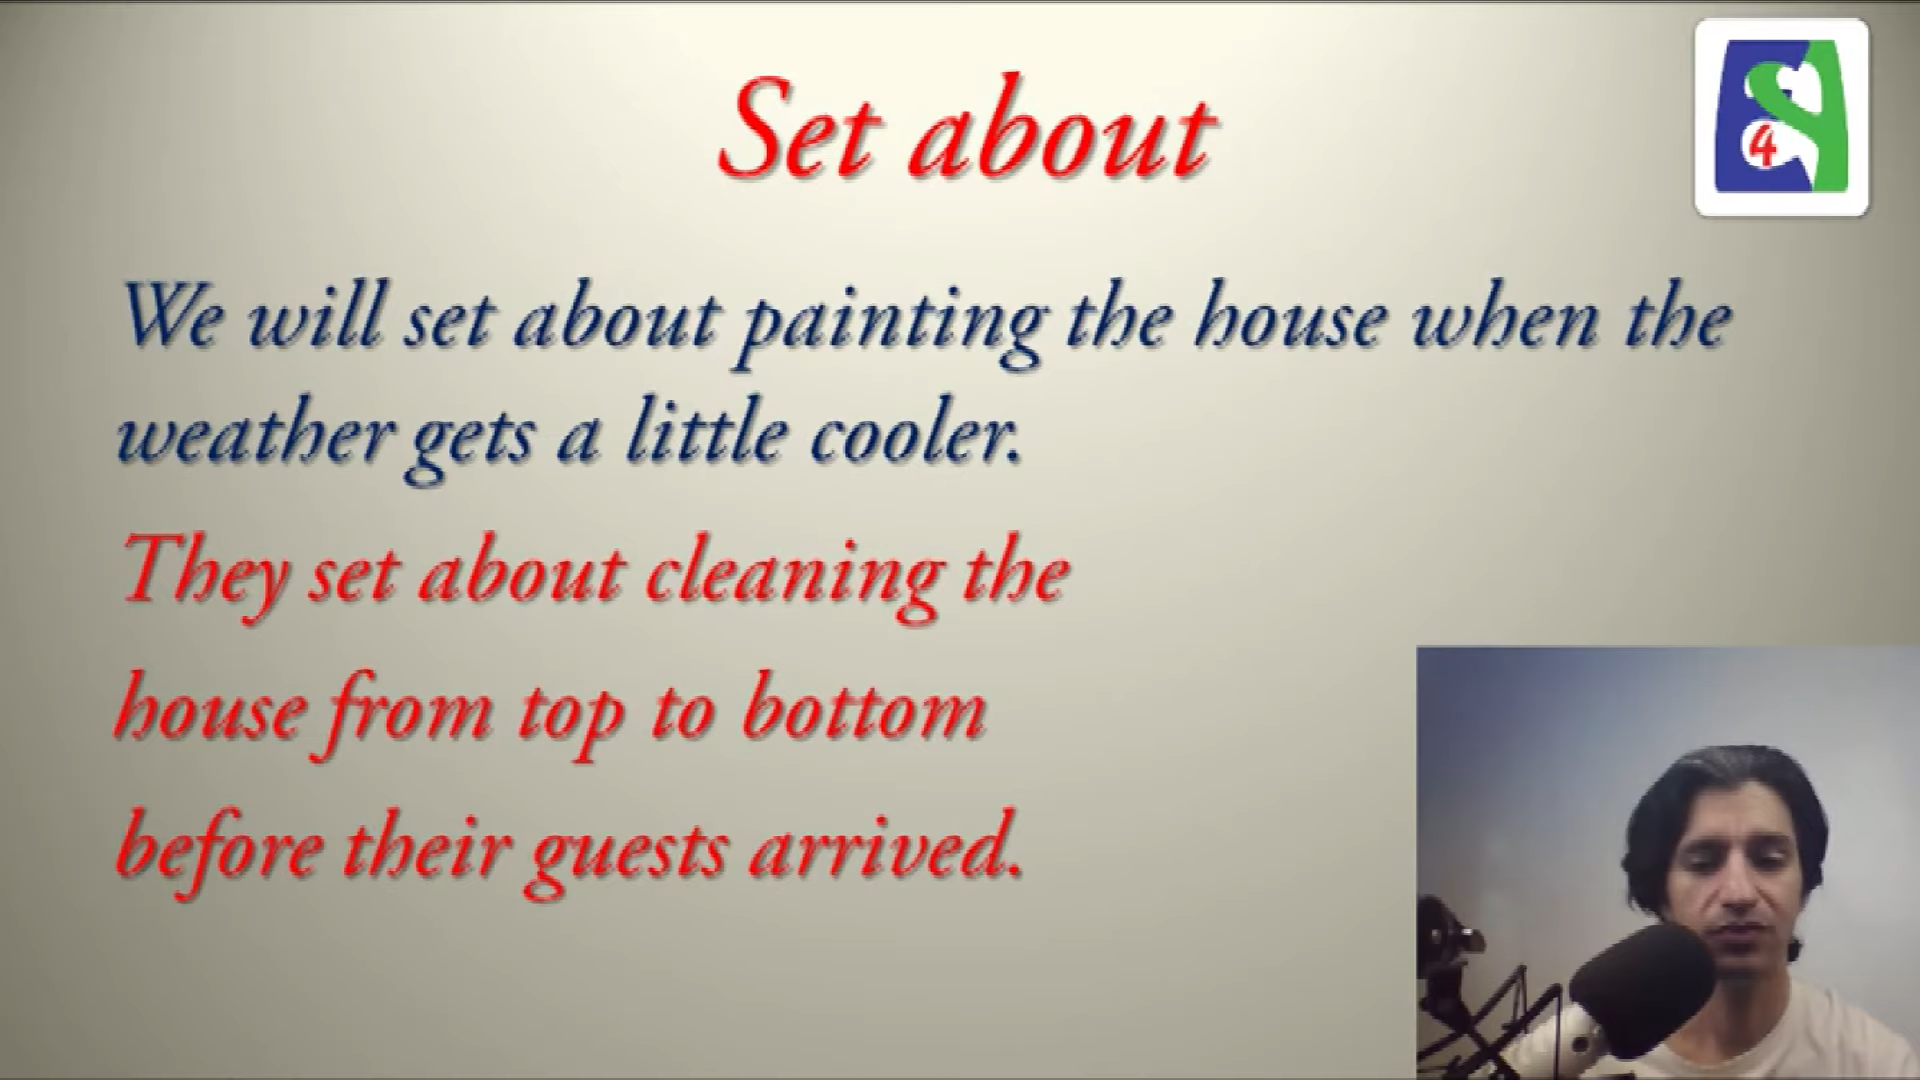 Set about
4
We will set about painting the house when the
weather gets a little cooler.
They set about cleaning the
house from top to bottom
before their guests arrived.